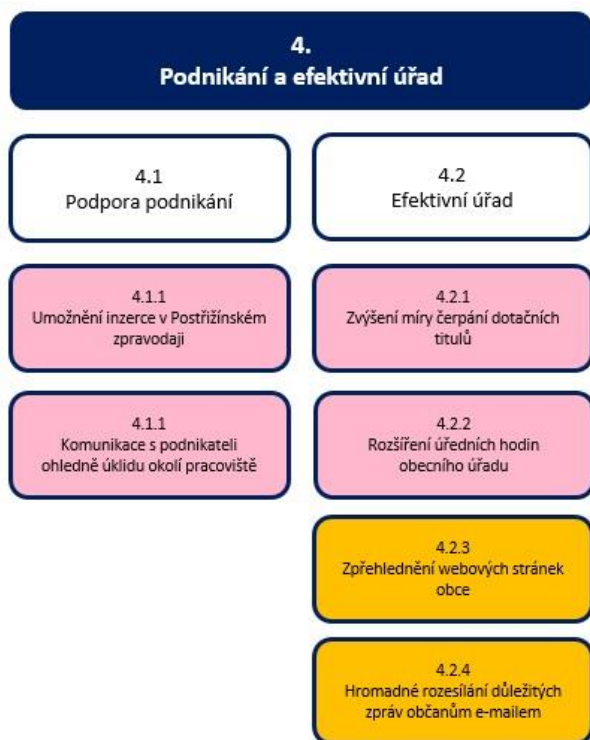 4.
Podnikání a efektivní úřad
4.1
Podpora podnikání
4.2
Efektivní úřad
4.1.1
Umožnění inzerce v Postřižínském
zpravodaji
4.2.1
Zvýšení míry čerpání dotačních
titulů
4.1.1
Komunikace s podnikateli
ohledně úklidu okolí pracoviště
4.2.2
Rozšíření úředních hodin
obecního úřadu
4.2.3
Zpřehlednění webových stránek
obce
4.2.4
Hromadné rozesílání důležitých
zpráv občanům e-mailem